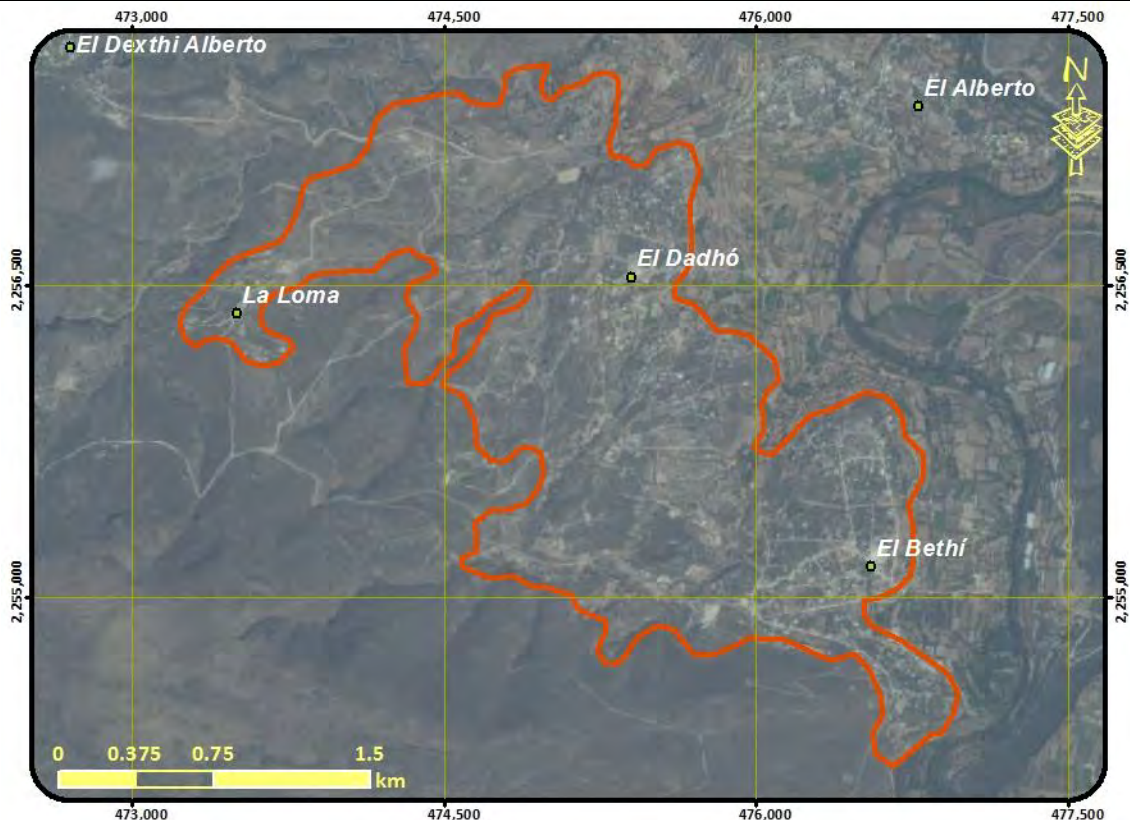 473,000 474,500 476,000 477,500
El Dexthi Alberto
N
El Alberto
El Dadhó
2,256,500 2,256,500
La Loma
El Bethí
2,255,000 2,255,000
0 0.375 0.75 1.5
km
473,000 474,500 476,000 477,500